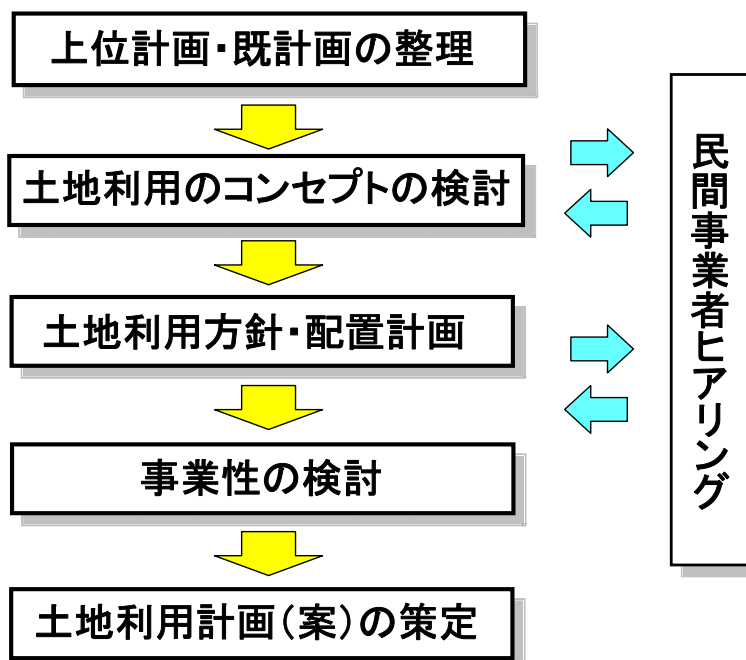 上位計画・既計画の整理
土地利用のコンセプトの検討
土地利用方針・配置計画
事業性の検討
土地利用計画（案）の策定
民間事業者ヒアリング